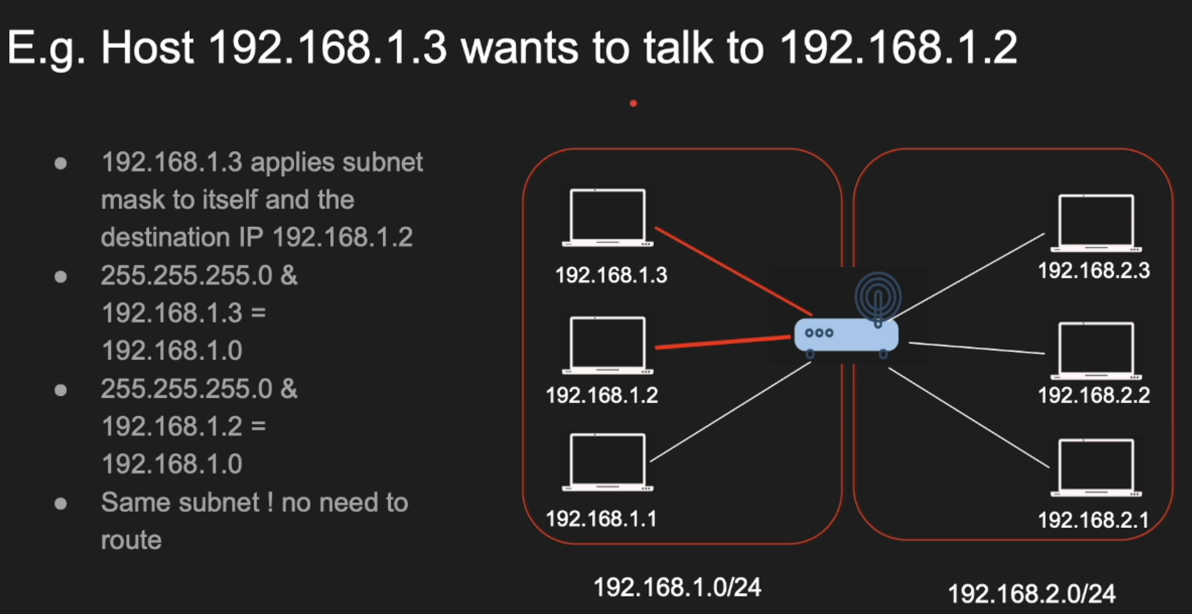 E.g. Host 192.168.1.3 wants to talk to 192.168.1.2
● 192.168.1.3 applies subnet
mask to itself and the
destination IP 192.168.1.2
● 255.255.255.0 &
192.168.1.3 =
192.168.1.0
● 255.255.255.0 &
192.168.1.2 =
192.168.1.0
● Same subnet ! no need to
route
192.168.1.3
192.168.1.2
192.168.1.1
192.168.1.0/24
192.168.2.3
192.168.2.2
192.168.2.1
192.168.2.0/24